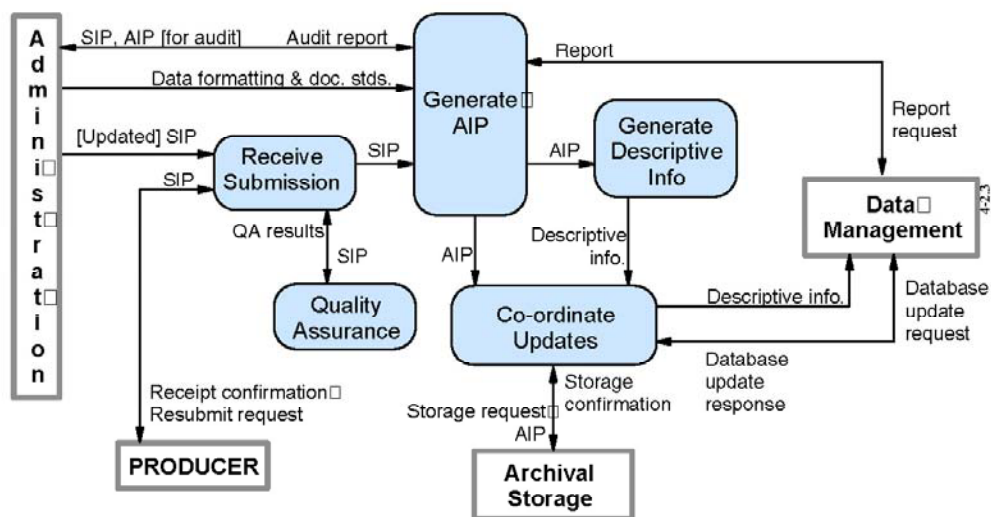 Administration
SIP, AIP [for audit]
Audit report
Data formatting & doc. stds.
[Updated] SIP
SIP
Receive
Submission
SIP
Generate
AIP
Report
Report
request
AIP
Generate
Descriptive
Info
QA results
SIP
Quality
Assurance
AIP
Descriptive
info.
Data
Management
4-2.3
Co-ordinate
Updates
Descriptive info.
Database
update
request
Database
update
response
Receipt confirmation
Resubmit request
Storage request
AIP
Storage
confirmation
PRODUCER
Archival
Storage